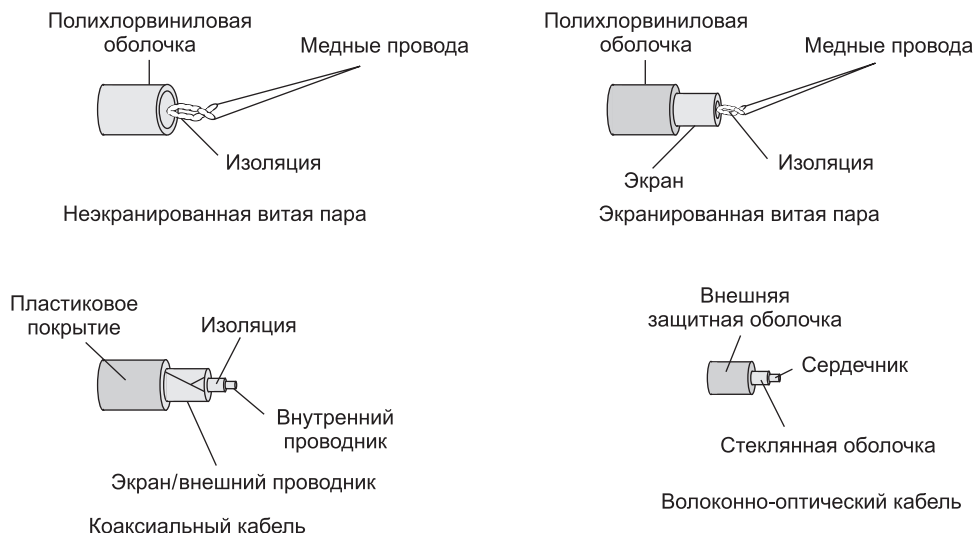 Полихлорвиниловая
оболочка
Медные провода
Изоляция
Неэкранированная витая пара
Полихлорвиниловая
оболочка
Медные провода
Экран
Изоляция
Экранированная витая пара
Пластиковое
покрытие
Изоляция
Внутренний
проводник
Экран/внешний проводник
Коаксиальный кабель
Внешняя
защитная оболочка
Сердечник
Стеклянная оболочка
Волоконно-оптический кабель